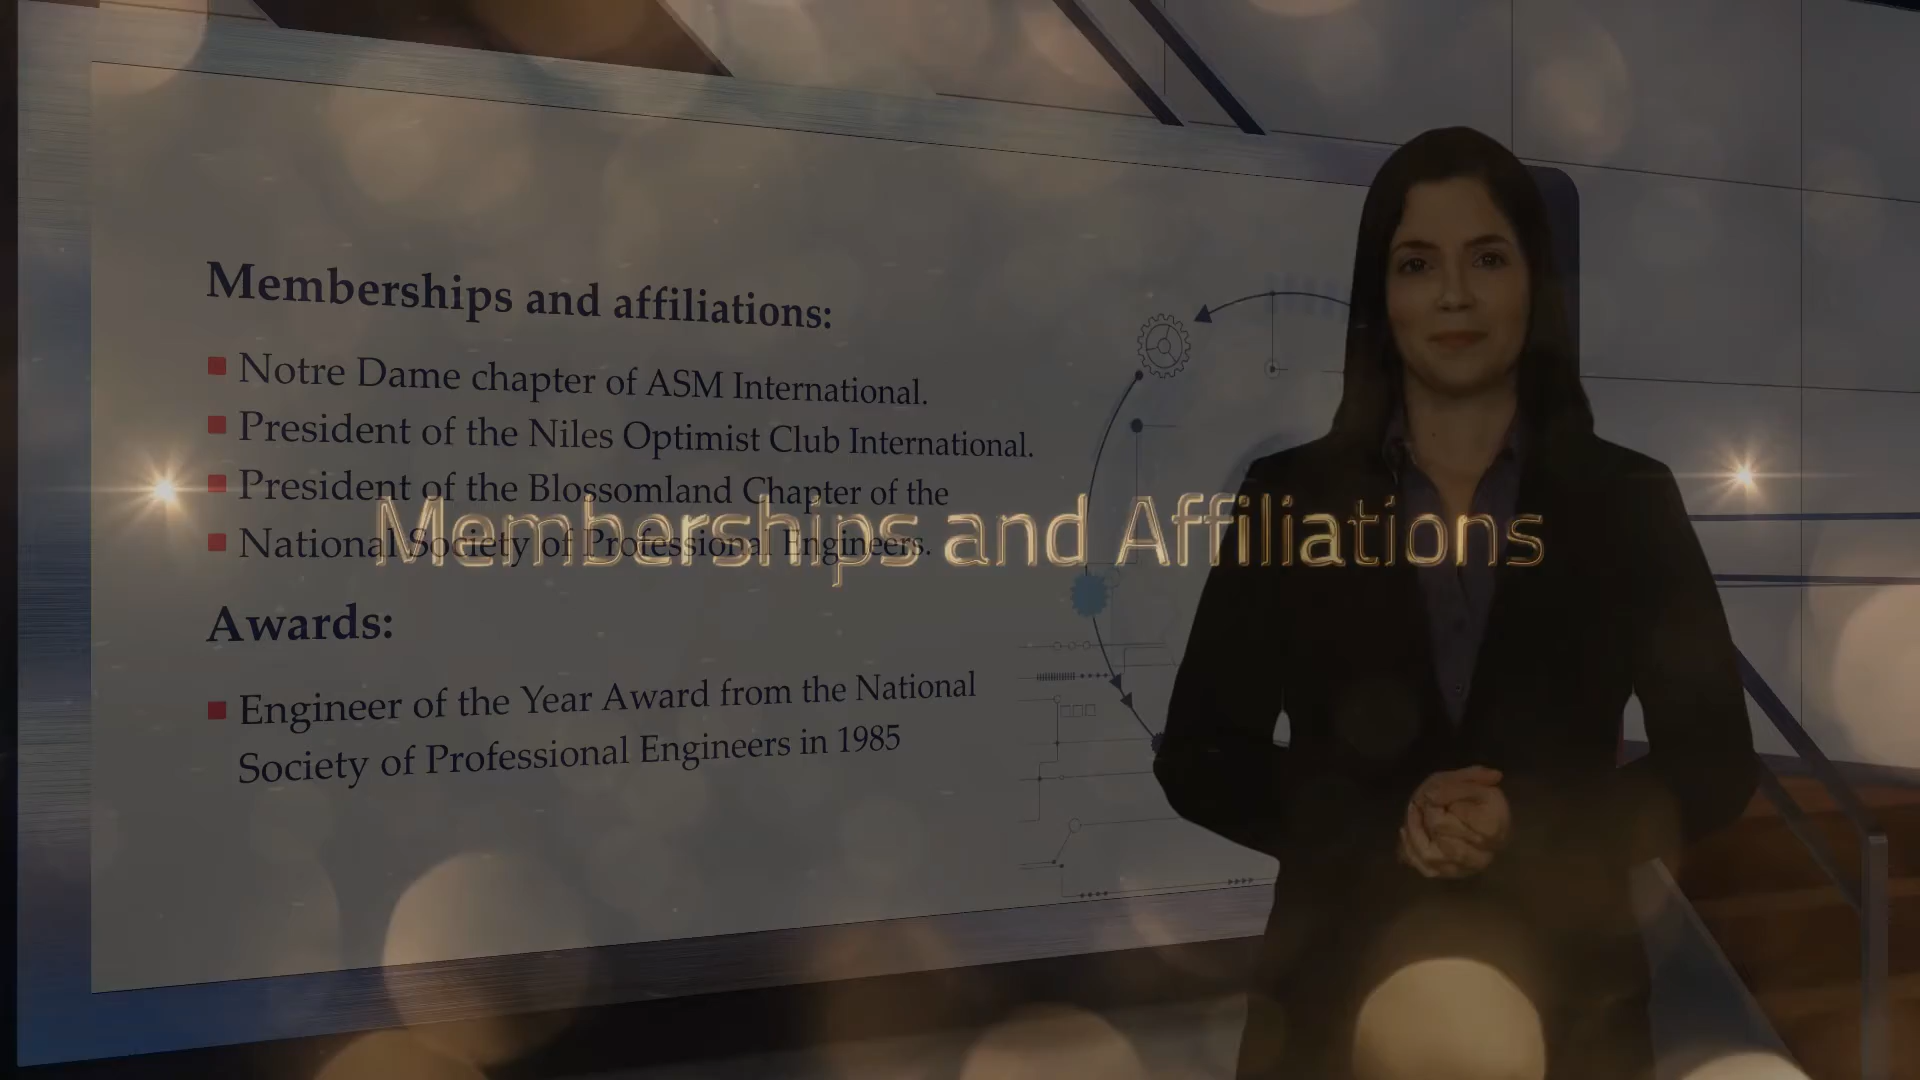 Memberships and affiliations:
Notre Dame chapter of ASM International.
President of the Niles Optimist Club International.
President of the Blossomland Chapter of the
National Society of Professional Engineers.
Memberships and Affiliations
Awards:
Engineer of the Year Award from the National
Society of Professional Engineers in 1985